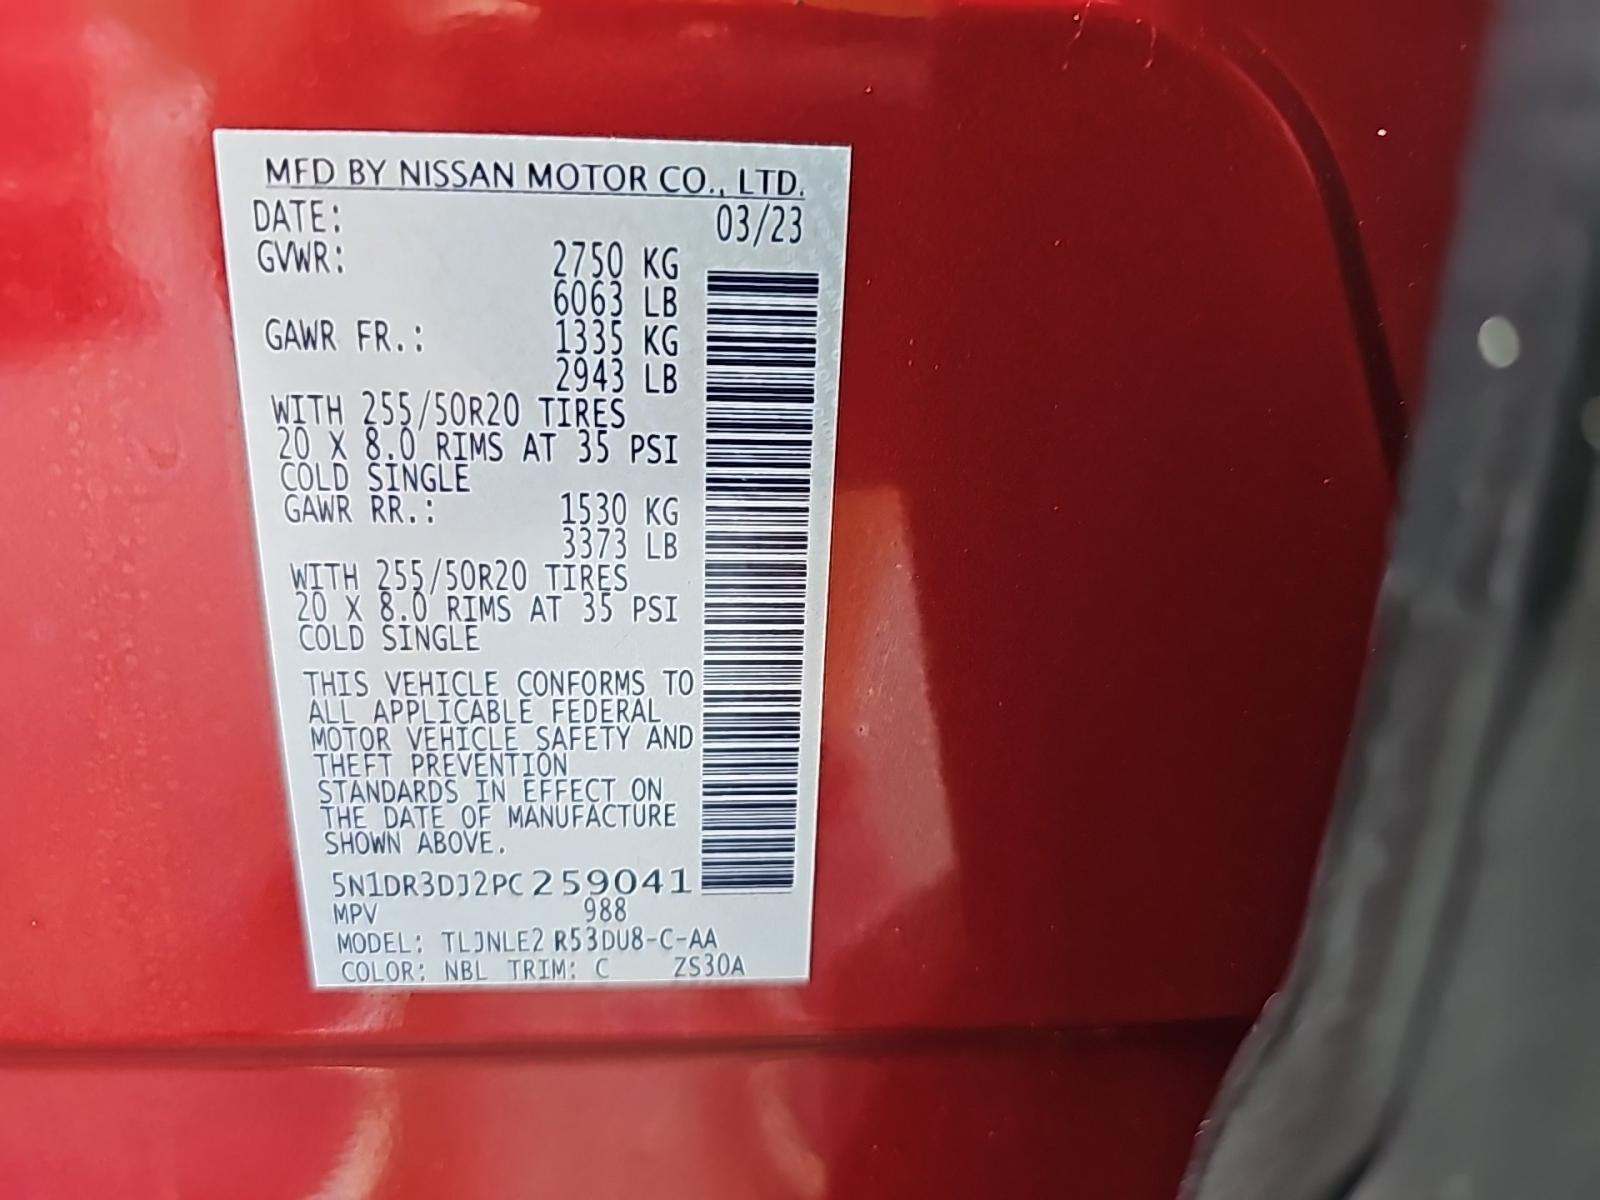 MFD BY NISSAN MOTOR CO., LTD.
DATE: 03/23
GVWR: 2750 KG
6063 LB
GAWR FR.: 1335 KG
2943 LB
WITH 255/50R20 TIRES
20 X 8.0 RIMS AT 35 PSI
COLD SINGLE
GAWR RR.: 1530 KG
3373 LB
WITH 255/50R20 TIRES
20 X 8.0 RIMS AT 35 PSI
COLD SINGLE
THIS VEHICLE CONFORMS TO
ALL APPLICABLE FEDERAL
MOTOR VEHICLE SAFETY AND
THEFT PREVENTION
STANDARDS IN EFFECT ON
THE DATE OF MANUFACTURE
SHOWN ABOVE.
5N1DR3DJ2PC259041
MPV 988
MODEL: TLJNLE2 R53DU8-C-AA
COLOR: NBL TRIM: C ZS30A